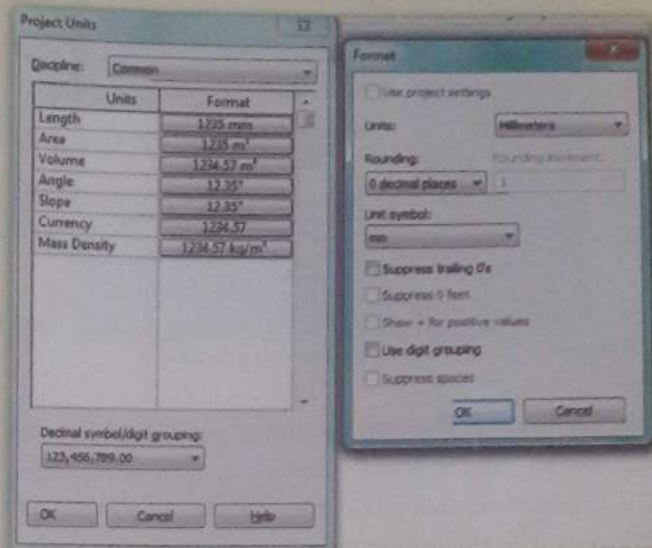 Project Units
Discipline: Common
Units Format
Length 1235 mm
Area 1235 m²
Volume 1234.57 m³
Angle 12.35°
Slope 12.35°
Currency 1234.57
Mass Density 1234.57 kg/m³
Decimal symbol/digit grouping:
123,456,789.00
OK Cancel Help
Format
Use project settings
Units: Millimeters
Rounding: Rounding increment:
0 decimal places 1
Unit symbol:
mm
Suppress trailing 0's
Suppress 0 feet
Show + for positive values
Use digit grouping
Suppress spaces
OK Cancel